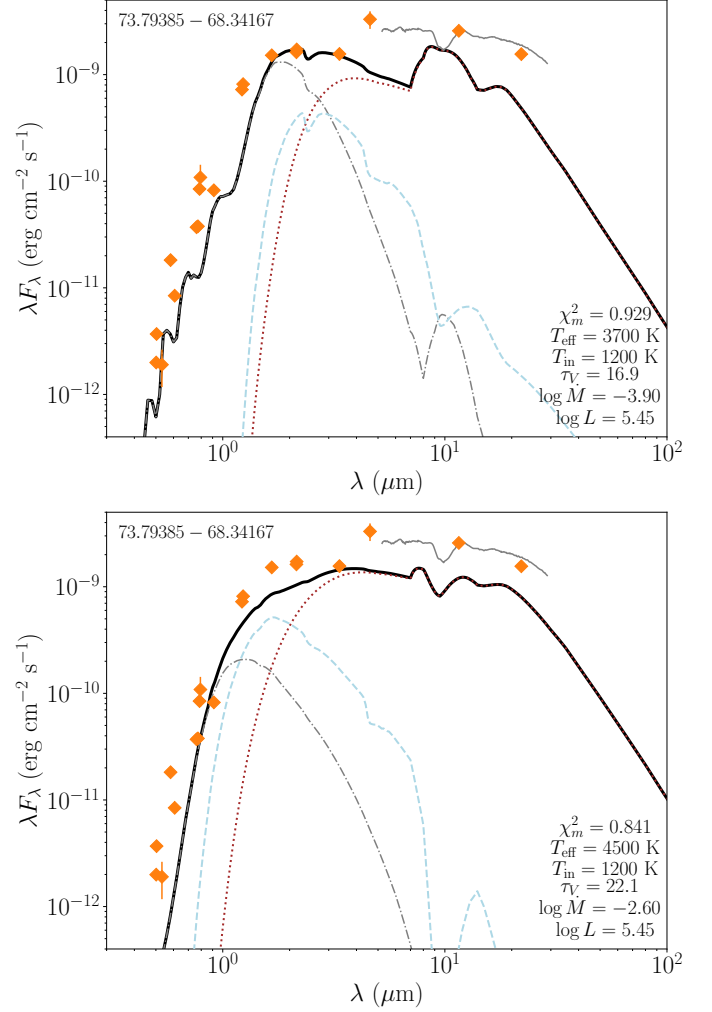 73.79385 − 68.34167
10⁻⁹
10⁻¹⁰
10⁻¹¹
10⁻¹²
λF_λ (erg cm⁻² s⁻¹)
χ²_m = 0.929
T_eff = 3700 K
T_in = 1200 K
τ_V = 16.9
log Ṁ = −3.90
log L = 5.45
10⁰ 10¹ 10²
λ (μm)
73.79385 − 68.34167
10⁻⁹
10⁻¹⁰
10⁻¹¹
10⁻¹²
λF_λ (erg cm⁻² s⁻¹)
χ²_m = 0.841
T_eff = 4500 K
T_in = 1200 K
τ_V = 22.1
log Ṁ = −2.60
log L = 5.45
10⁰ 10¹ 10²
λ (μm)